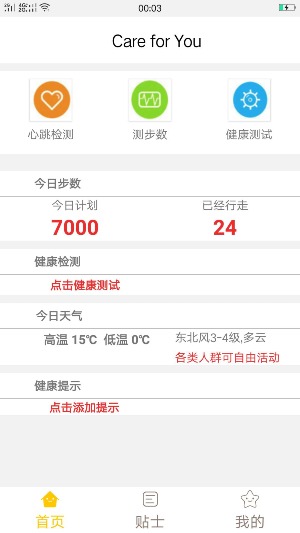 00:03
Care for You
心跳检测 测步数 健康测试
今日步数
今日计划 已经行走
7000 24
健康检测
点击健康测试
今日天气
高温 15℃ 低温 0℃ 东北风3-4级,多云
各类人群可自由活动
健康提示
点击添加提示
首页 贴士 我的